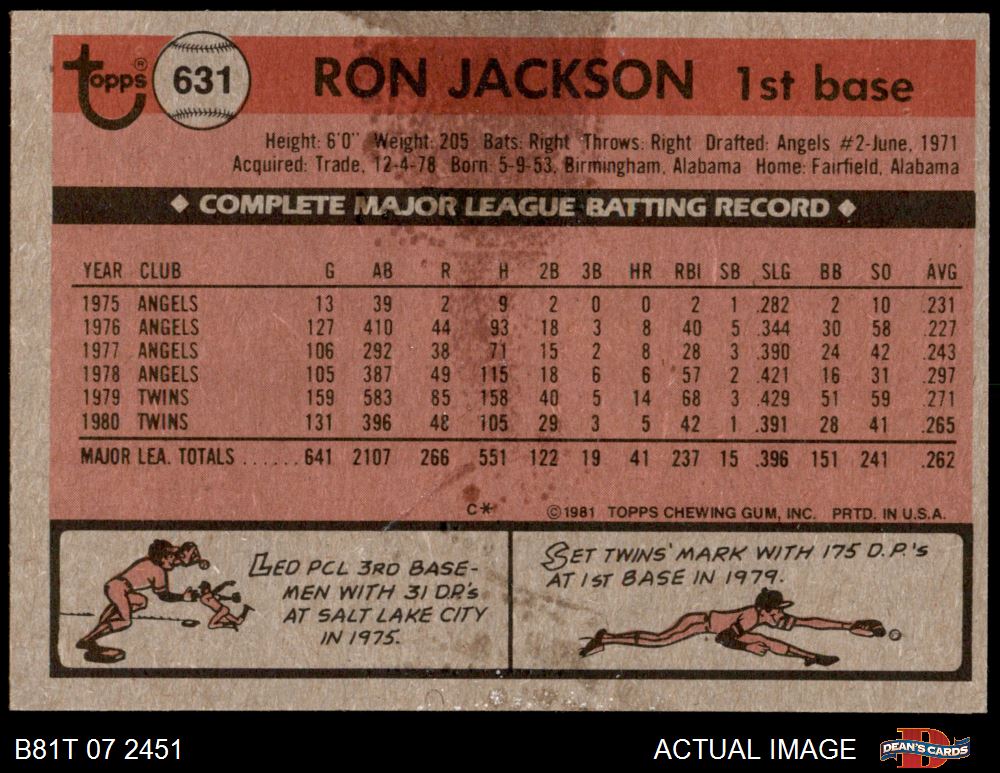 Topps® 631 RON JACKSON 1st base
Height: 6'0" Weight: 205 Bats: Right Throws: Right Drafted: Angels #2-June, 1971
Acquired: Trade, 12-4-78 Born: 5-9-53, Birmingham, Alabama Home: Fairfield, Alabama
◆ COMPLETE MAJOR LEAGUE BATTING RECORD ◆
YEAR CLUB G AB R H 2B 3B HR RBI SB SLG BB SO AVG
1975 ANGELS 13 39 2 9 2 0 0 2 1 .282 2 10 .231
1976 ANGELS 127 410 44 93 18 3 8 40 5 .344 30 58 .227
1977 ANGELS 106 292 38 71 15 2 8 28 3 .390 24 42 .243
1978 ANGELS 105 387 49 115 18 6 6 57 2 .421 16 31 .297
1979 TWINS 159 583 85 158 40 5 14 68 3 .429 51 59 .271
1980 TWINS 131 396 48 105 29 3 5 42 1 .391 28 41 .265
MAJOR LEA. TOTALS ...... 641 2107 266 551 122 19 41 237 15 .396 151 241 .262
C* ©1981 TOPPS CHEWING GUM, INC. PRTD. IN U.S.A.
LED PCL 3RD BASE-
MEN WITH 31 D.P.'s
AT SALT LAKE CITY
IN 1975.
SET TWINS' MARK WITH 175 D.P.'s
AT 1ST BASE IN 1979.
B81T 07 2451 ACTUAL IMAGE DEAN'S CARDS